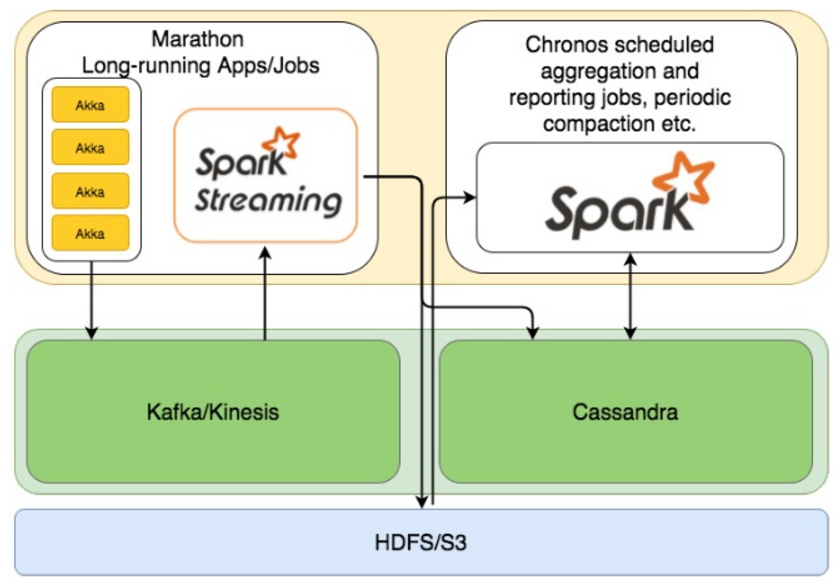 Marathon
Long-running Apps/Jobs
Akka
Akka
Akka
Akka
Spark
Streaming
Chronos scheduled
aggregation and
reporting jobs, periodic
compaction etc.
Spark
Kafka/Kinesis
Cassandra
HDFS/S3